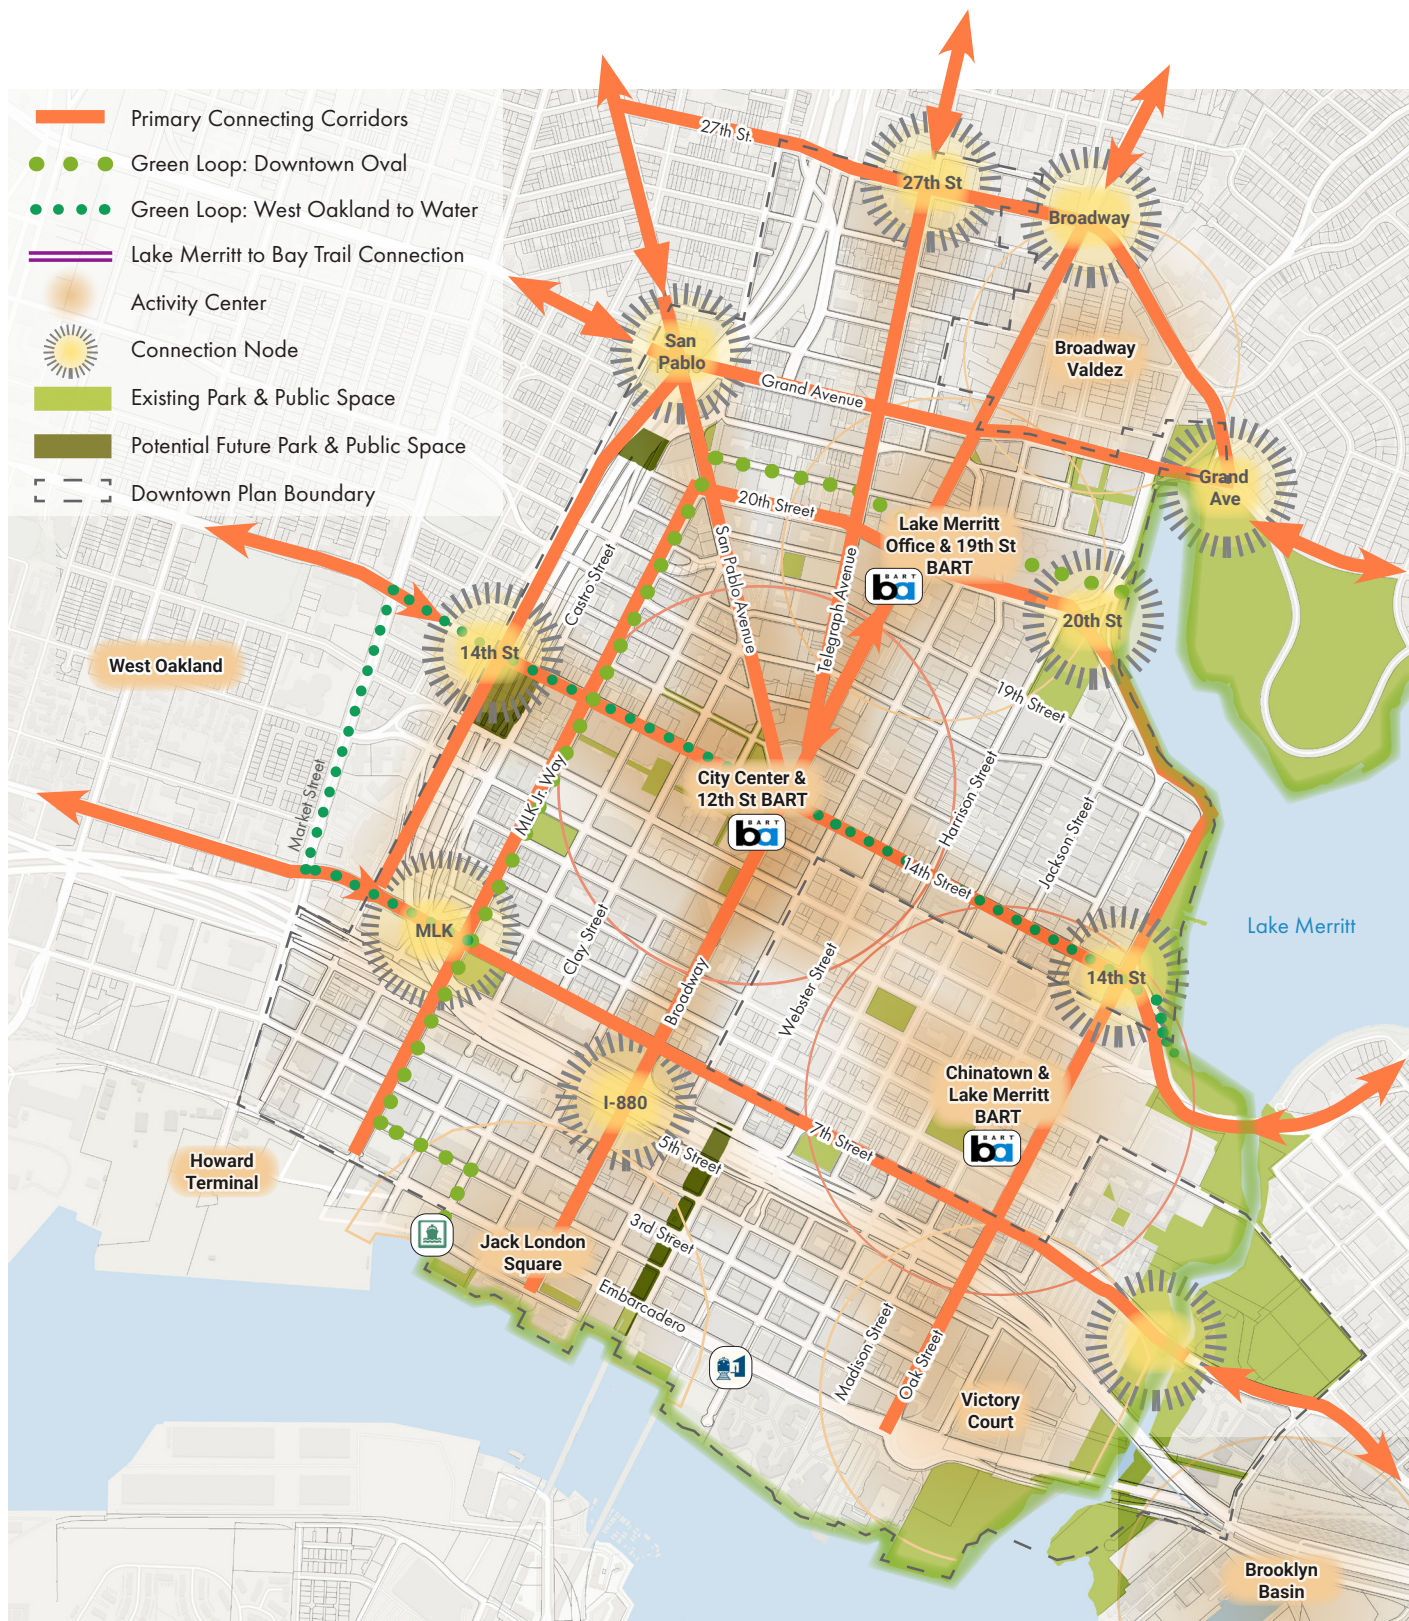 Primary Connecting Corridors
Green Loop: Downtown Oval
Green Loop: West Oakland to Water
Lake Merritt to Bay Trail Connection
Activity Center
Connection Node
Existing Park & Public Space
Potential Future Park & Public Space
Downtown Plan Boundary
27th St.
27th St
Broadway
San
Pablo
Broadway
Valdez
Grand Avenue
Grand
Ave
20th Street
Lake Merritt
Office & 19th St
BART
BART
ba
Castro Street
San Pablo Avenue
Telegraph Avenue
20th St
14th St
West Oakland
19th Street
Market Street
MLK Jr. Way
City Center &
12th St BART
BART
ba
Harrison Street
Jackson Street
14th Street
Lake Merritt
MLK
Clay Street
Broadway
Webster Street
14th St
I-880
Chinatown &
Lake Merritt
BART
BART
ba
7th Street
5th Street
Howard
Terminal
3rd Street
Jack London
Square
Embarcadero
Madison Street
Oak Street
Victory
Court
Brooklyn
Basin